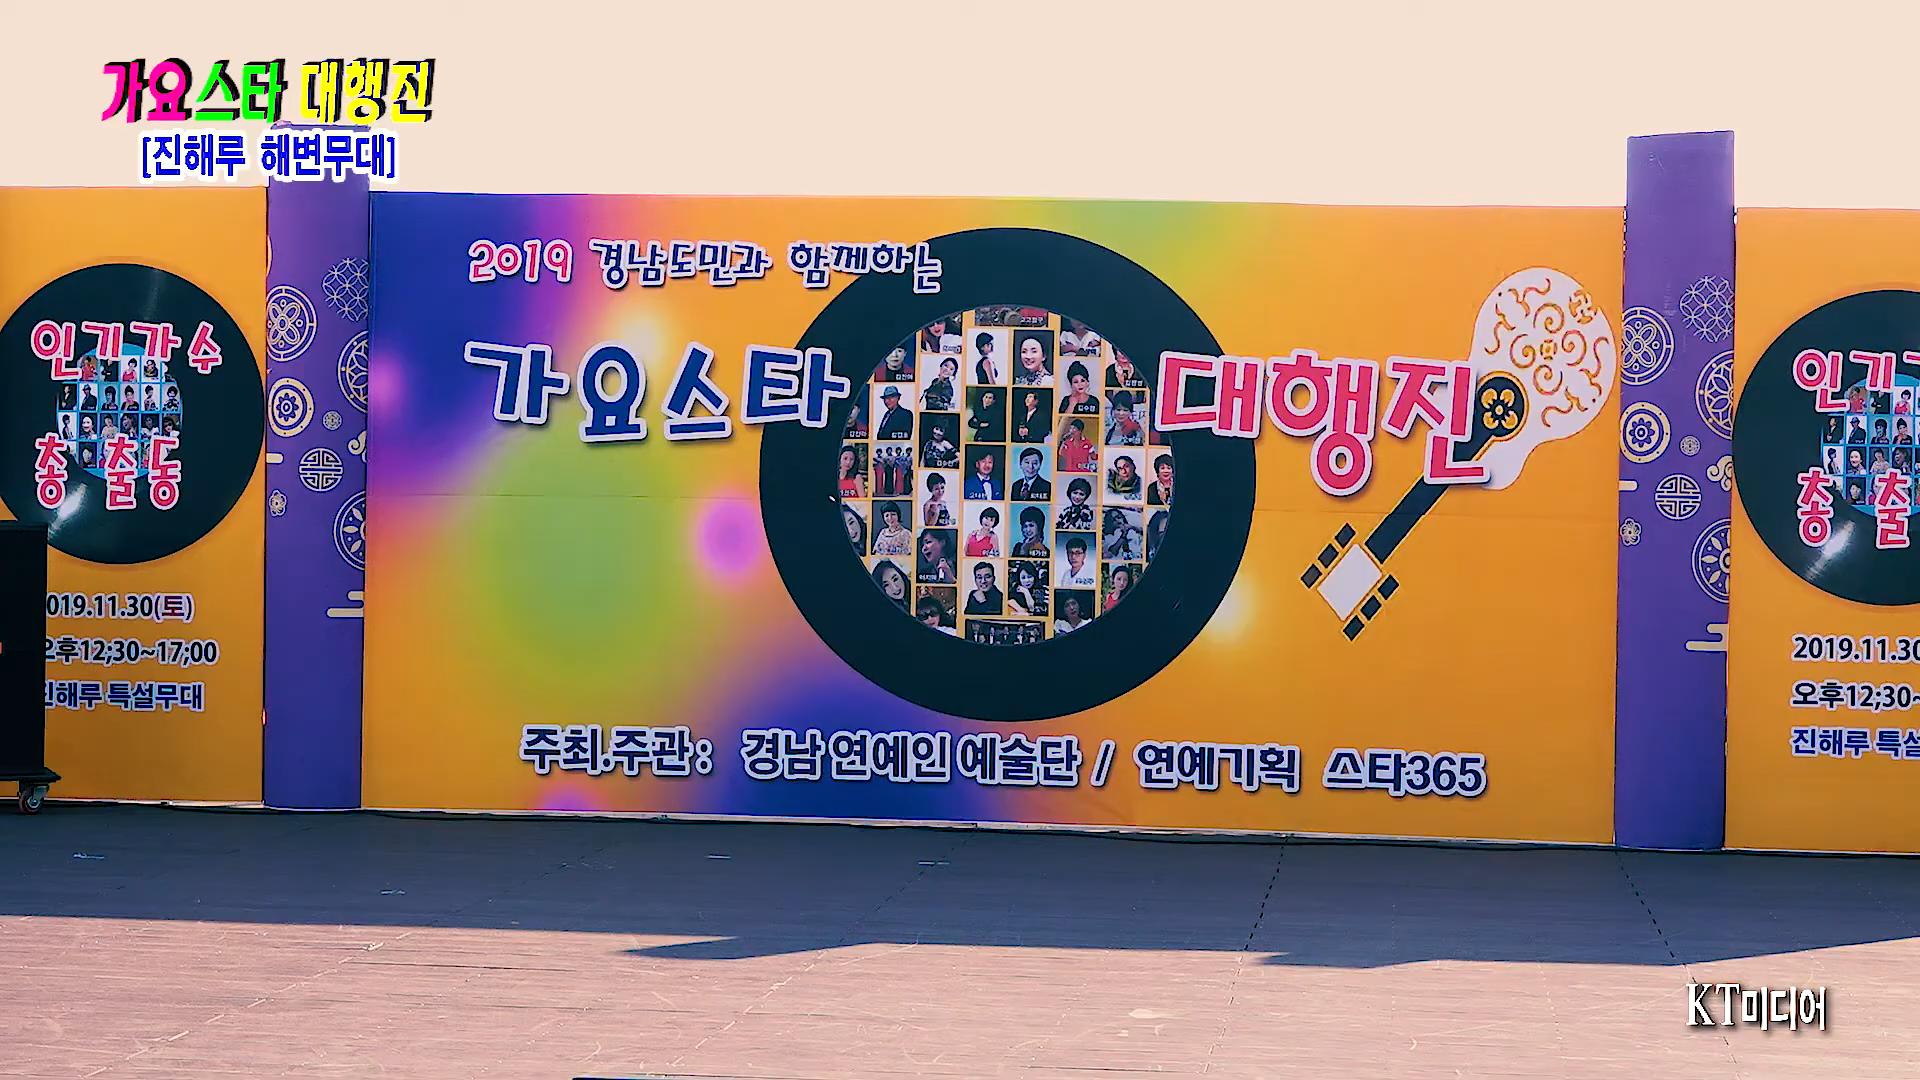 가요스타 대행진
[진해루 해변무대]
2019 경남도민과 함께하는
가요스타 대행진
주최.주관 : 경남 연예인 예술단 / 연예기획 스타365
인기가수
총 출동
019.11.30(토)
오후12;30~17;00
진해루 특설무대
인기
총 출
2019.11.30
오후12;30~
진해루 특설
KT미디어